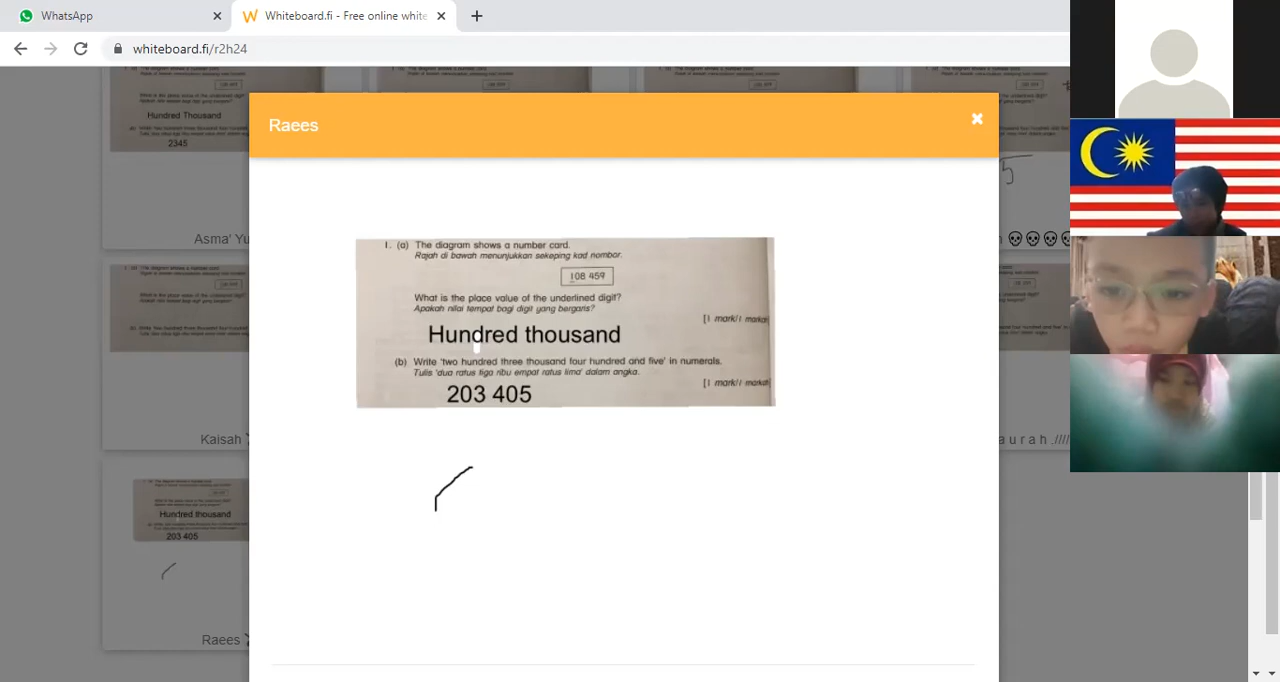 WhatsApp
Whiteboard.fi - Free online white
whiteboard.fi/r2h24
Raees
1. (a) The diagram shows a number card.
Rajah di bawah menunjukkan sekeping kad nombor.
108 459
What is the place value of the underlined digit?
Apakah nilai tempat bagi digit yang bergaris?
[1 mark/1 markah
Hundred thousand
(b) Write 'two hundred three thousand four hundred and five' in numerals.
Tulis 'dua ratus tiga ribu empat ratus lima' dalam angka.
[1 mark/1 markah]
203 405
Hundred Thousand
2345
Asma' Yu
5
Kaisah
a u r a h .////
Hundred thousand
203 405
Raees